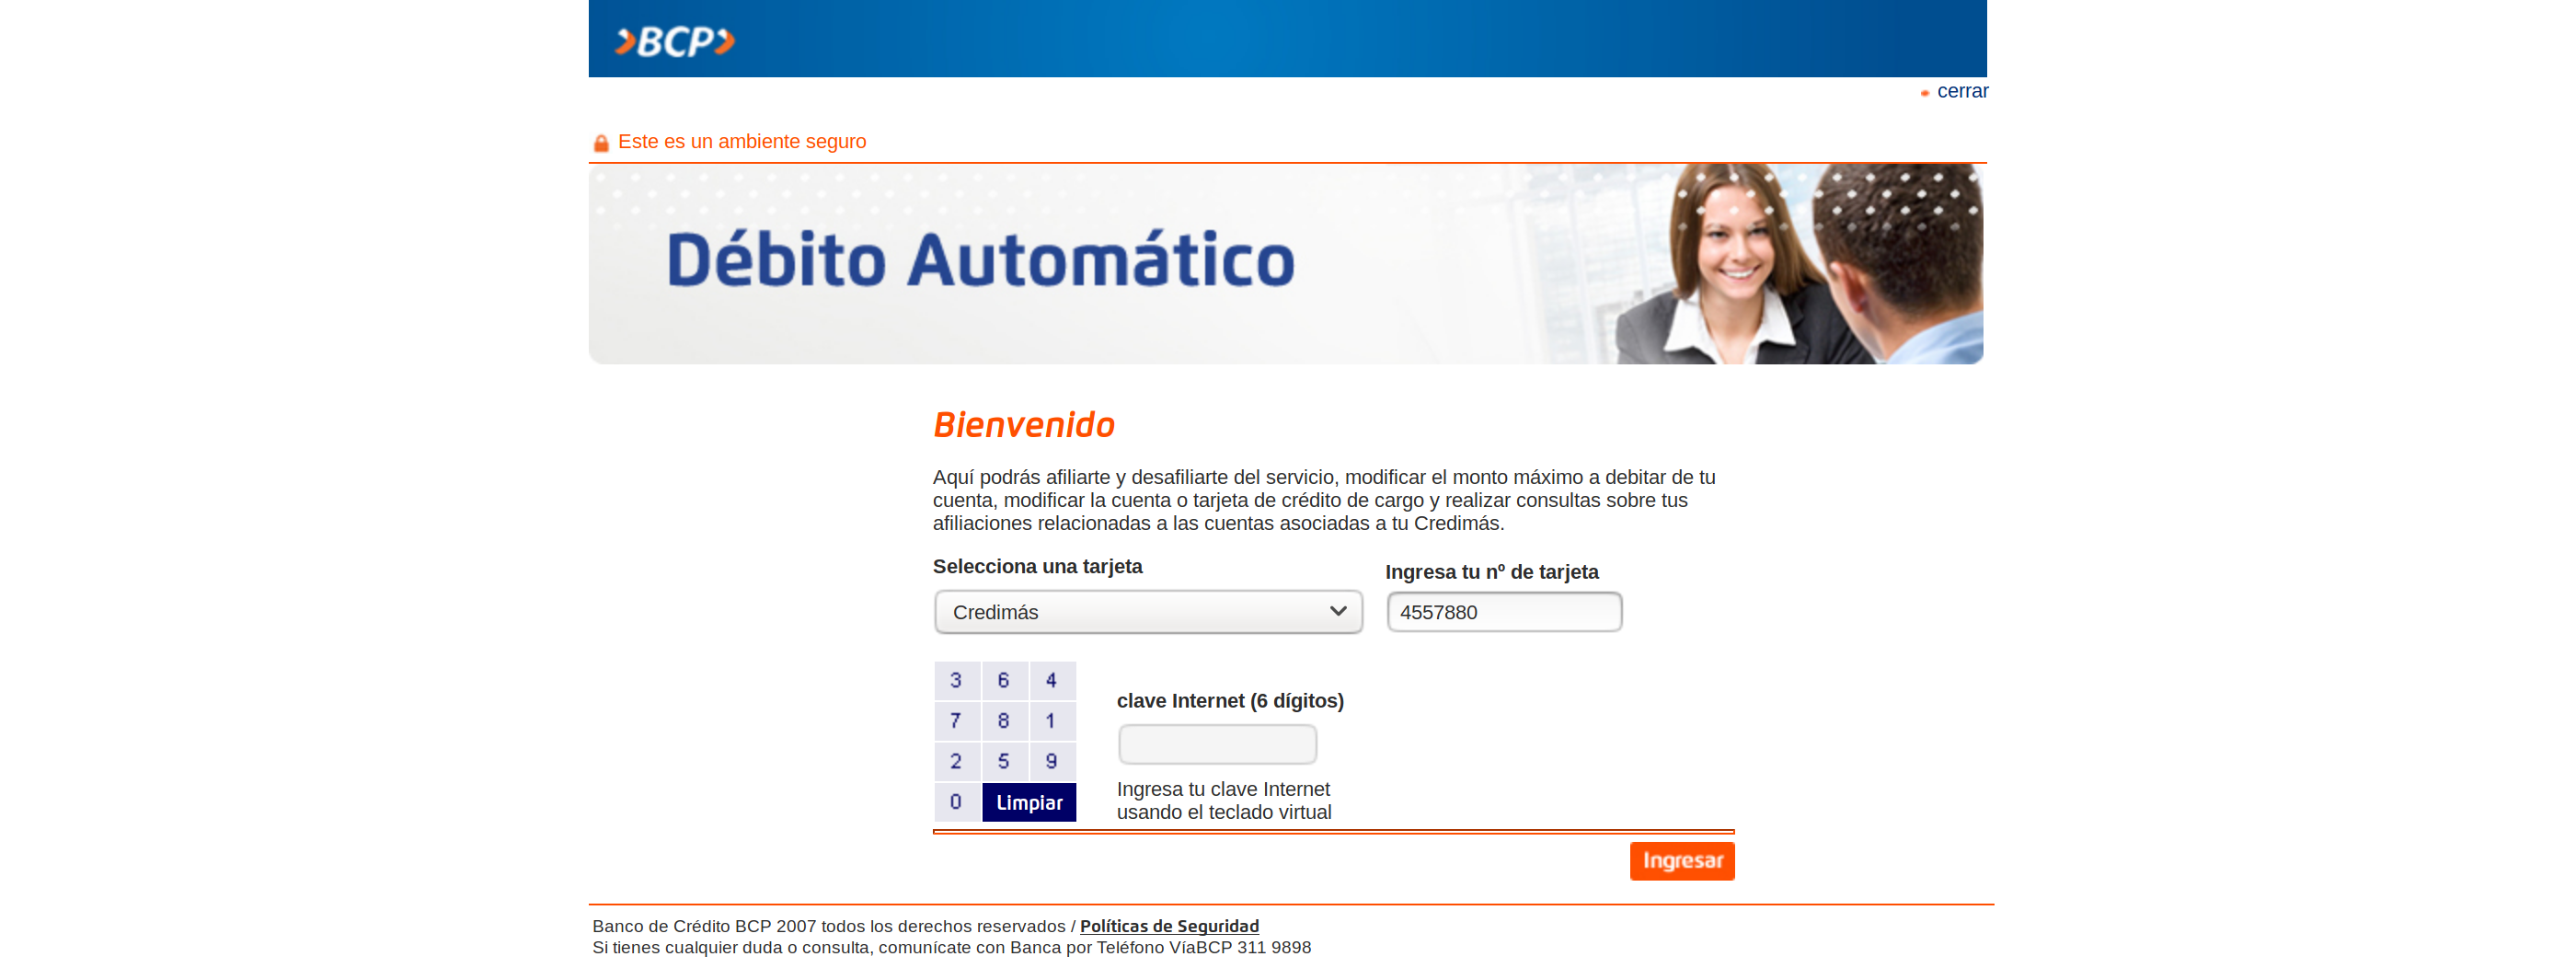 BCP
cerrar
Este es un ambiente seguro
Débito Automático
Bienvenido
Aquí podrás afiliarte y desafiliarte del servicio, modificar el monto máximo a debitar de tu
cuenta, modificar la cuenta o tarjeta de crédito de cargo y realizar consultas sobre tus
afiliaciones relacionadas a las cuentas asociadas a tu Credimás.
Selecciona una tarjeta
Ingresa tu nº de tarjeta
Credimás
4557880
3 6 4
7 8 1
2 5 9
0 Limpiar
clave Internet (6 dígitos)
Ingresa tu clave Internet
usando el teclado virtual
Ingresar
Banco de Crédito BCP 2007 todos los derechos reservados / Políticas de Seguridad
Si tienes cualquier duda o consulta, comunícate con Banca por Teléfono VíaBCP 311 9898